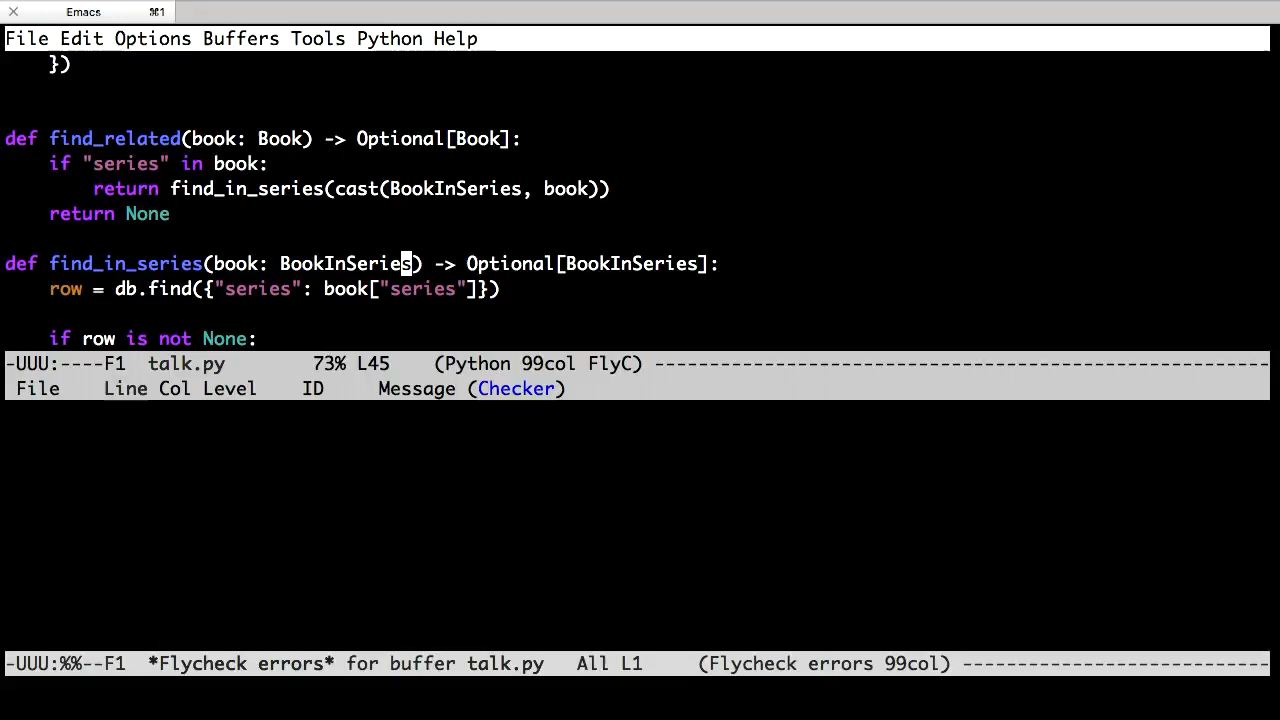 Emacs ⌘1
File Edit Options Buffers Tools Python Help
    })
def find_related(book: Book) -> Optional[Book]:
    if "series" in book:
        return find_in_series(cast(BookInSeries, book))
    return None
def find_in_series(book: BookInSeries) -> Optional[BookInSeries]:
    row = db.find({"series": book["series"]})
    if row is not None:
-UUU:----F1  talk.py        73% L45    (Python 99col FlyC) --------------------------------------------------------
 File    Line Col Level    ID      Message (Checker)
-UUU:%%--F1  *Flycheck errors* for buffer talk.py   All L1     (Flycheck errors 99col) ----------------------------